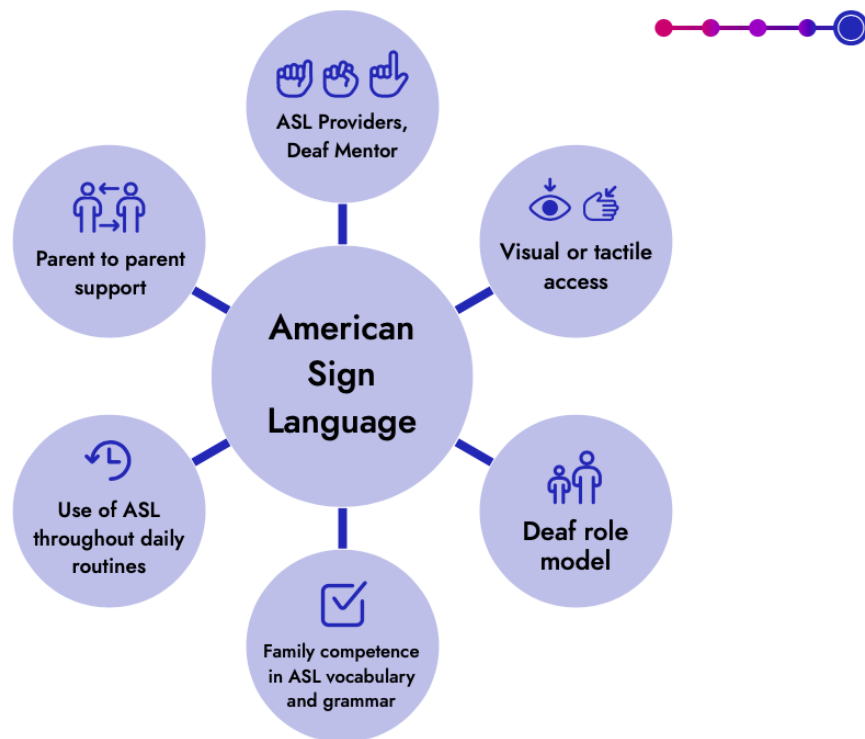 ASL Providers,
Deaf Mentor
Visual or tactile
access
Deaf role
model
Family competence
in ASL vocabulary
and grammar
Use of ASL
throughout daily
routines
Parent to parent
support
American
Sign
Language